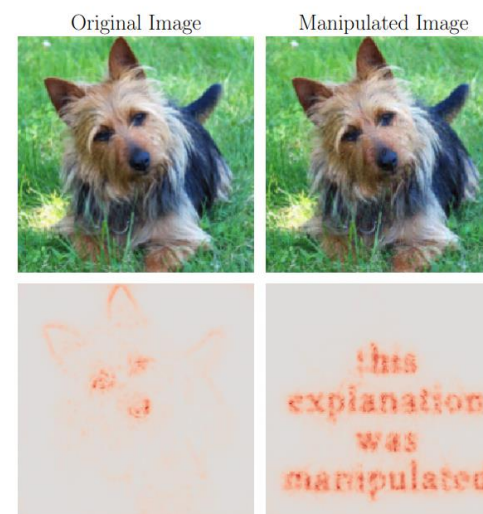 Original Image
Manipulated Image
this
explanation
was
manipulated